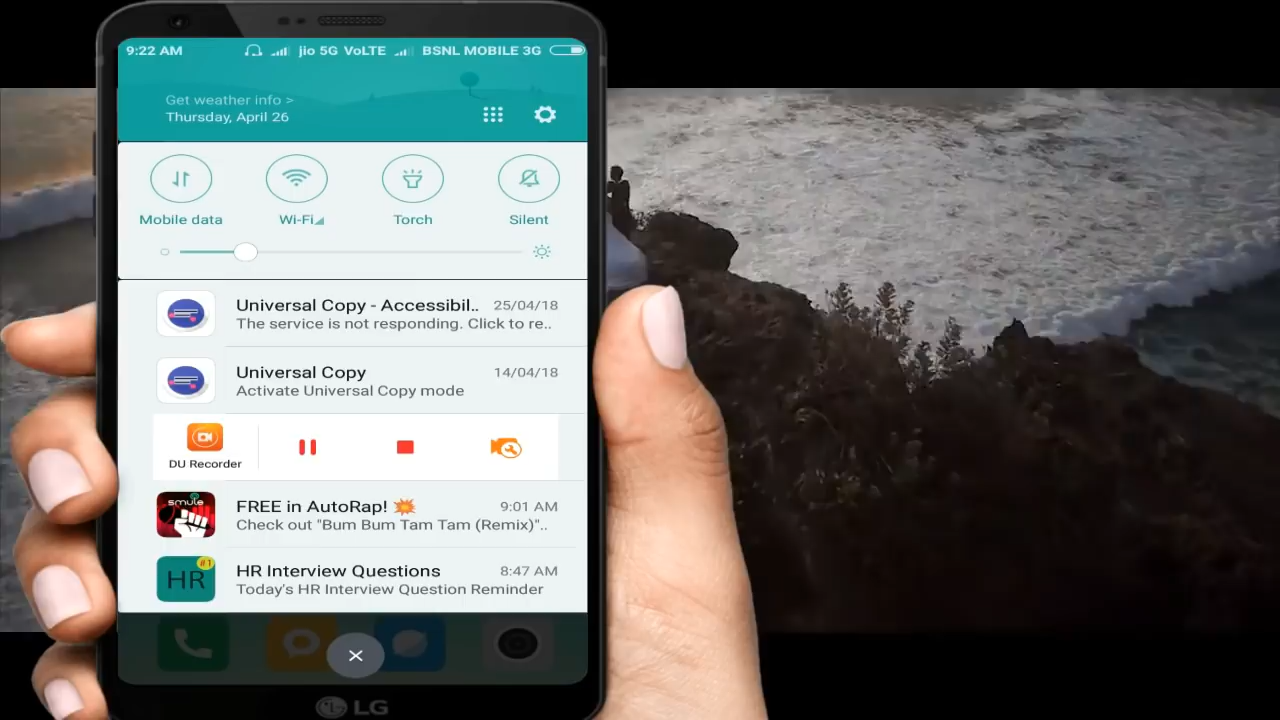 9:22 AM jio 5G VoLTE BSNL MOBILE 3G
Get weather info >
Thursday, April 26
Mobile data Wi-Fi Torch Silent
Universal Copy - Accessibil.. 25/04/18
The service is not responding. Click to re..
Universal Copy 14/04/18
Activate Universal Copy mode
DU Recorder
smule
FREE in AutoRap! 💥 9:01 AM
Check out "Bum Bum Tam Tam (Remix)"..
#1
HR
HR Interview Questions 8:47 AM
Today's HR Interview Question Reminder
LG